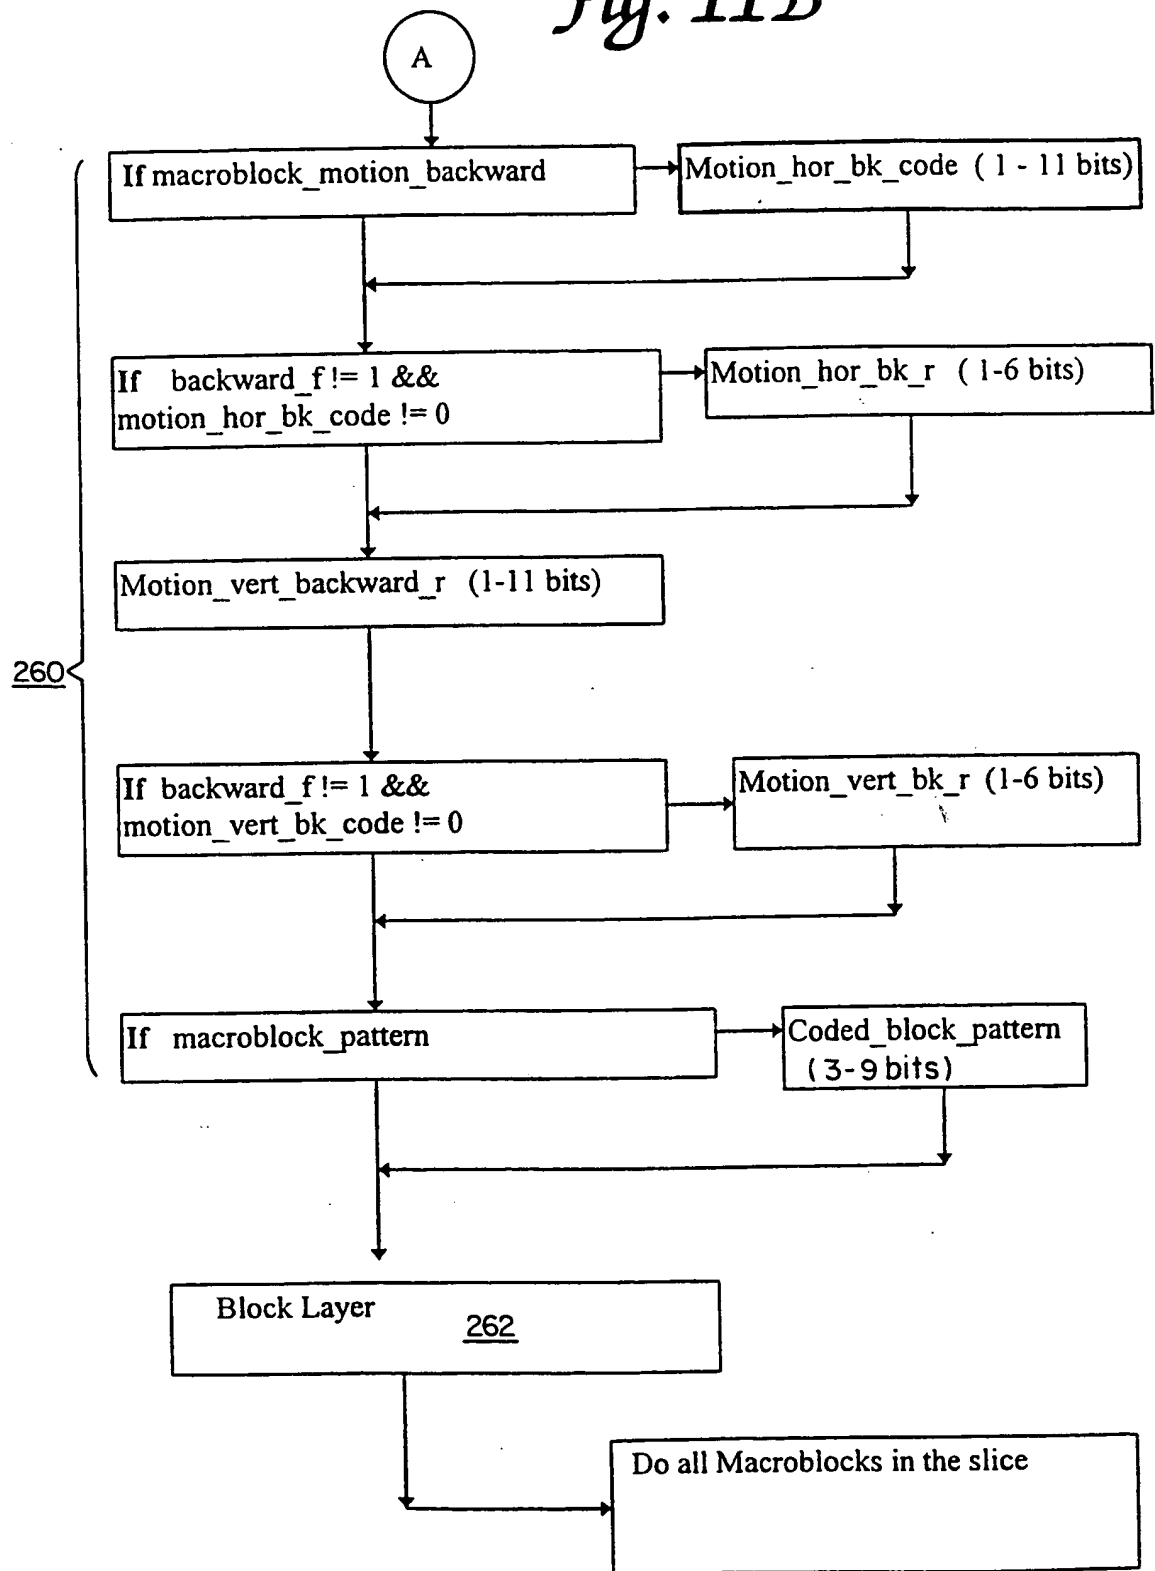 Fig. 11B
A
If macroblock_motion_backward
Motion_hor_bk_code ( 1 - 11 bits)
If backward_f != 1 &&
motion_hor_bk_code != 0
Motion_hor_bk_r ( 1-6 bits)
Motion_vert_backward_r (1-11 bits)
260
If backward_f != 1 &&
motion_vert_bk_code != 0
Motion_vert_bk_r (1-6 bits)
If macroblock_pattern
Coded_block_pattern
(3-9 bits)
Block Layer
262
Do all Macroblocks in the slice